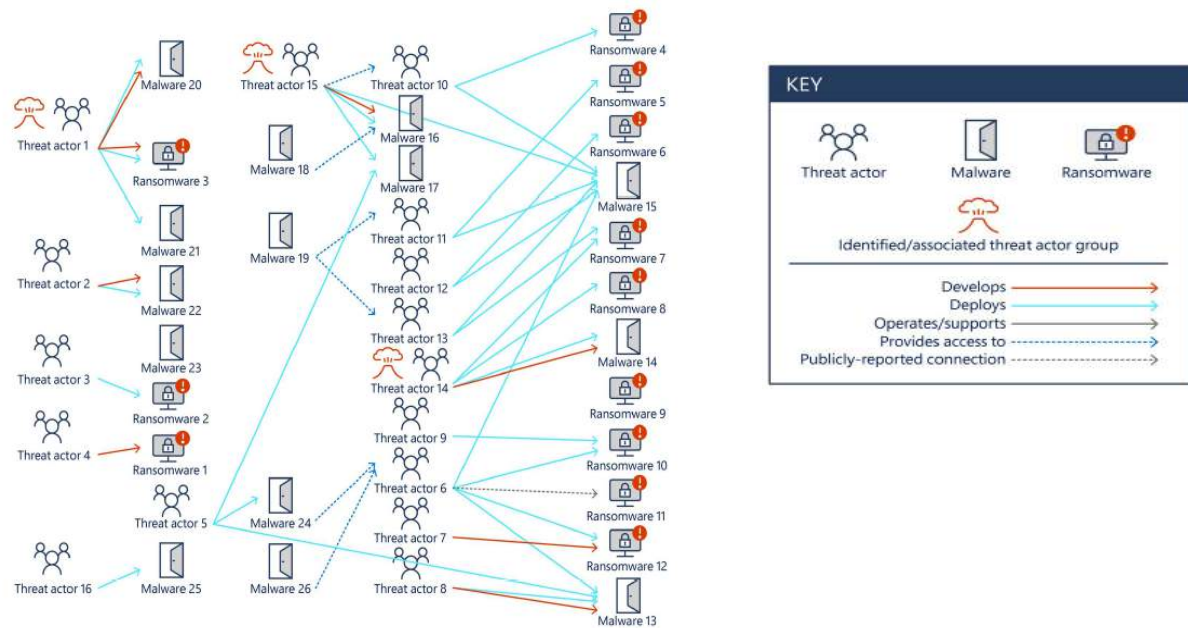 Threat actor 1
Malware 20
Ransomware 3
Malware 21
Threat actor 2
Malware 22
Malware 23
Threat actor 3
Ransomware 2
Threat actor 4
Ransomware 1
Threat actor 5
Threat actor 16
Malware 25
Threat actor 15
Malware 18
Malware 19
Malware 24
Malware 26
Threat actor 10
Malware 16
Malware 17
Threat actor 11
Threat actor 12
Threat actor 13
Threat actor 14
Threat actor 9
Threat actor 6
Threat actor 7
Threat actor 8
Ransomware 4
Ransomware 5
Ransomware 6
Malware 15
Ransomware 7
Ransomware 8
Malware 14
Ransomware 9
Ransomware 10
Ransomware 11
Ransomware 12
Malware 13
KEY
Threat actor
Malware
Ransomware
Identified/associated threat actor group
Develops
Deploys
Operates/supports
Provides access to
Publicly-reported connection